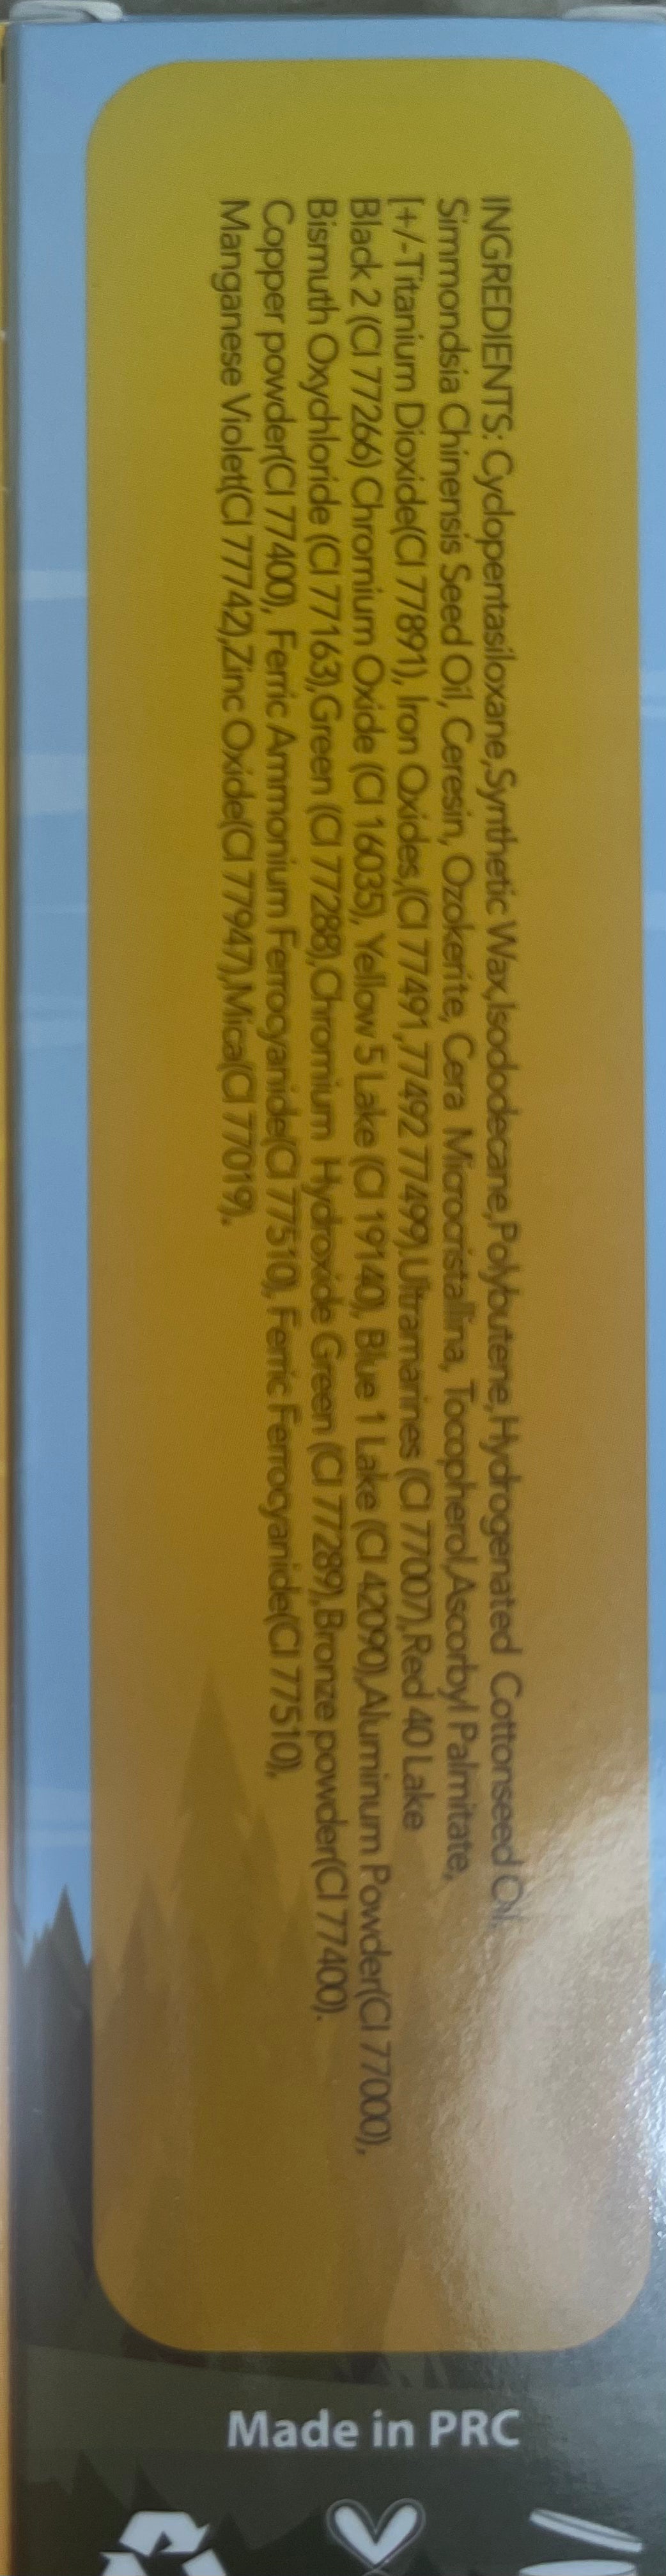 INGREDIENTS: Cyclopentasiloxane,Synthetic Wax,Isododecane,Polybutene,Hydrogenated Cottonseed Oil,
Simmondsia Chinensis Seed Oil, Ceresin, Ozokerite, Cera Microcristallina, Tocopherol,Ascorbyl Palmitate,
[+/-Titanium Dioxide(CI 77891), Iron Oxides,(CI 77491,77492 77499),Ultramarines (CI 77007),Red 40 Lake
Black 2 (CI 77266) Chromium Oxide (CI 16035), Yellow 5 Lake (CI 19140), Blue 1 Lake (CI 42090),Aluminum Powder(CI 77000),
Bismuth Oxychloride (CI 77163),Green (CI 77288),Chromium Hydroxide Green (CI 77289),Bronze powder(CI 77400).
Copper powder(CI 77400), Ferric Ammonium Ferrocyanide(CI 77510), Ferric Ferrocyanide(CI 77510),
Manganese Violet(CI 77742),Zinc Oxide(CI 77947),Mica(CI 77019).
Made in PRC